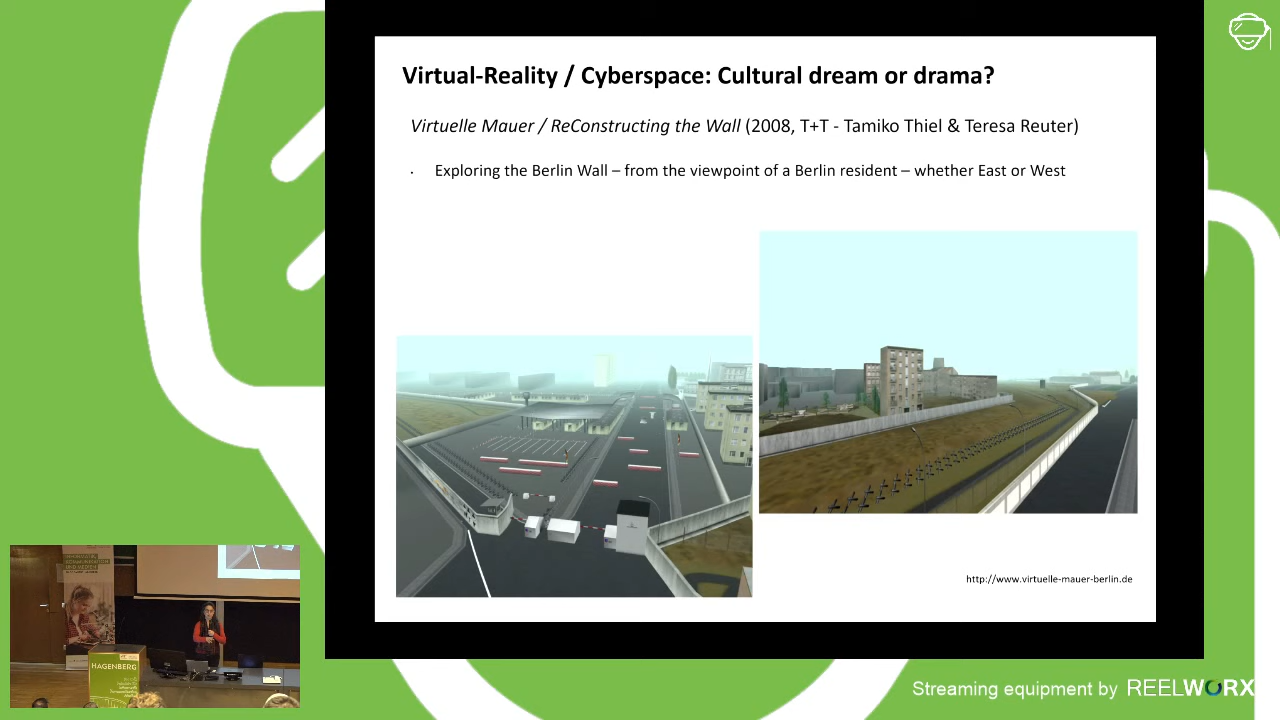 Virtual-Reality / Cyberspace: Cultural dream or drama?
Virtuelle Mauer / ReConstructing the Wall (2008, T+T - Tamiko Thiel & Teresa Reuter)
· Exploring the Berlin Wall – from the viewpoint of a Berlin resident – whether East or West
http://www.virtuelle-mauer-berlin.de
HAGENBERG
Streaming equipment by REELWORX